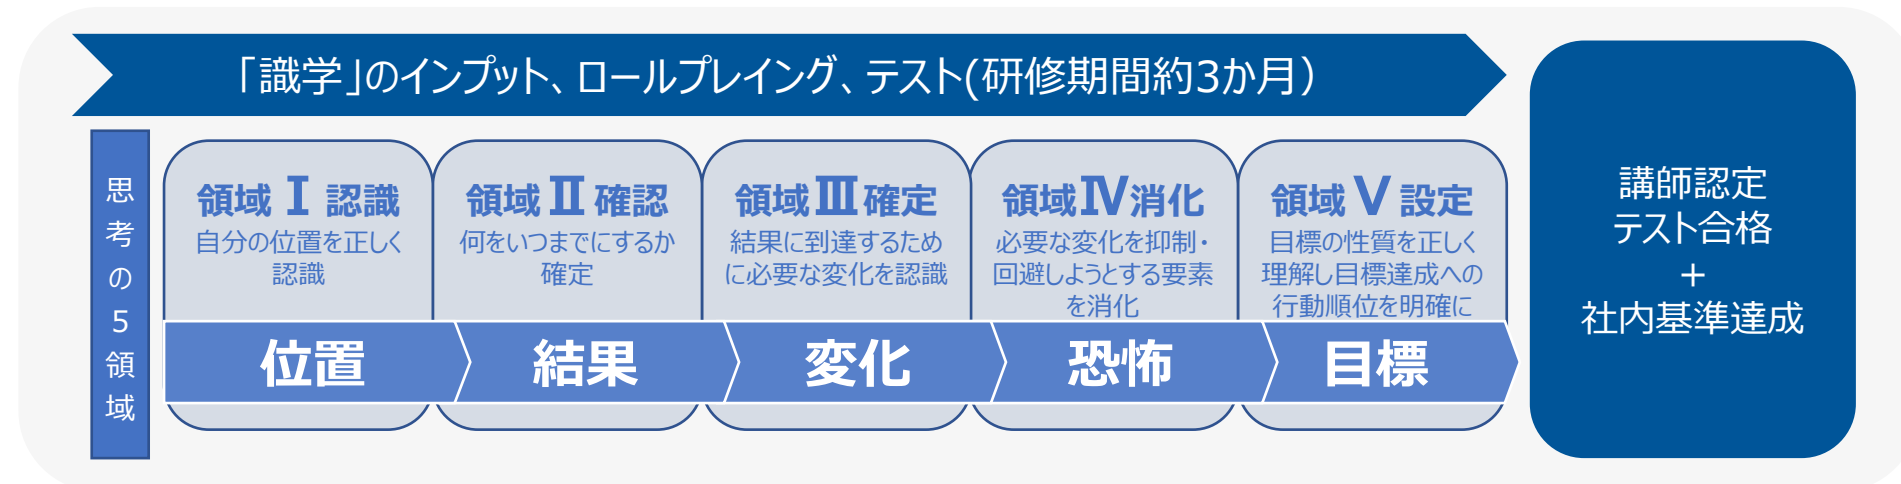 「識学」のインプット、ロールプレイング、テスト(研修期間約3か月）
思考の5領域
領域 Ⅰ 認識
自分の位置を正しく
認識
位置
領域 Ⅱ 確認
何をいつまでにするか
確定
結果
領域Ⅲ確定
結果に到達するため
に必要な変化を認識
変化
領域Ⅳ消化
必要な変化を抑制・
回避しようとする要素
を消化
恐怖
領域 Ⅴ 設定
目標の性質を正しく
理解し目標達成への
行動順位を明確に
目標
講師認定
テスト合格
＋
社内基準達成